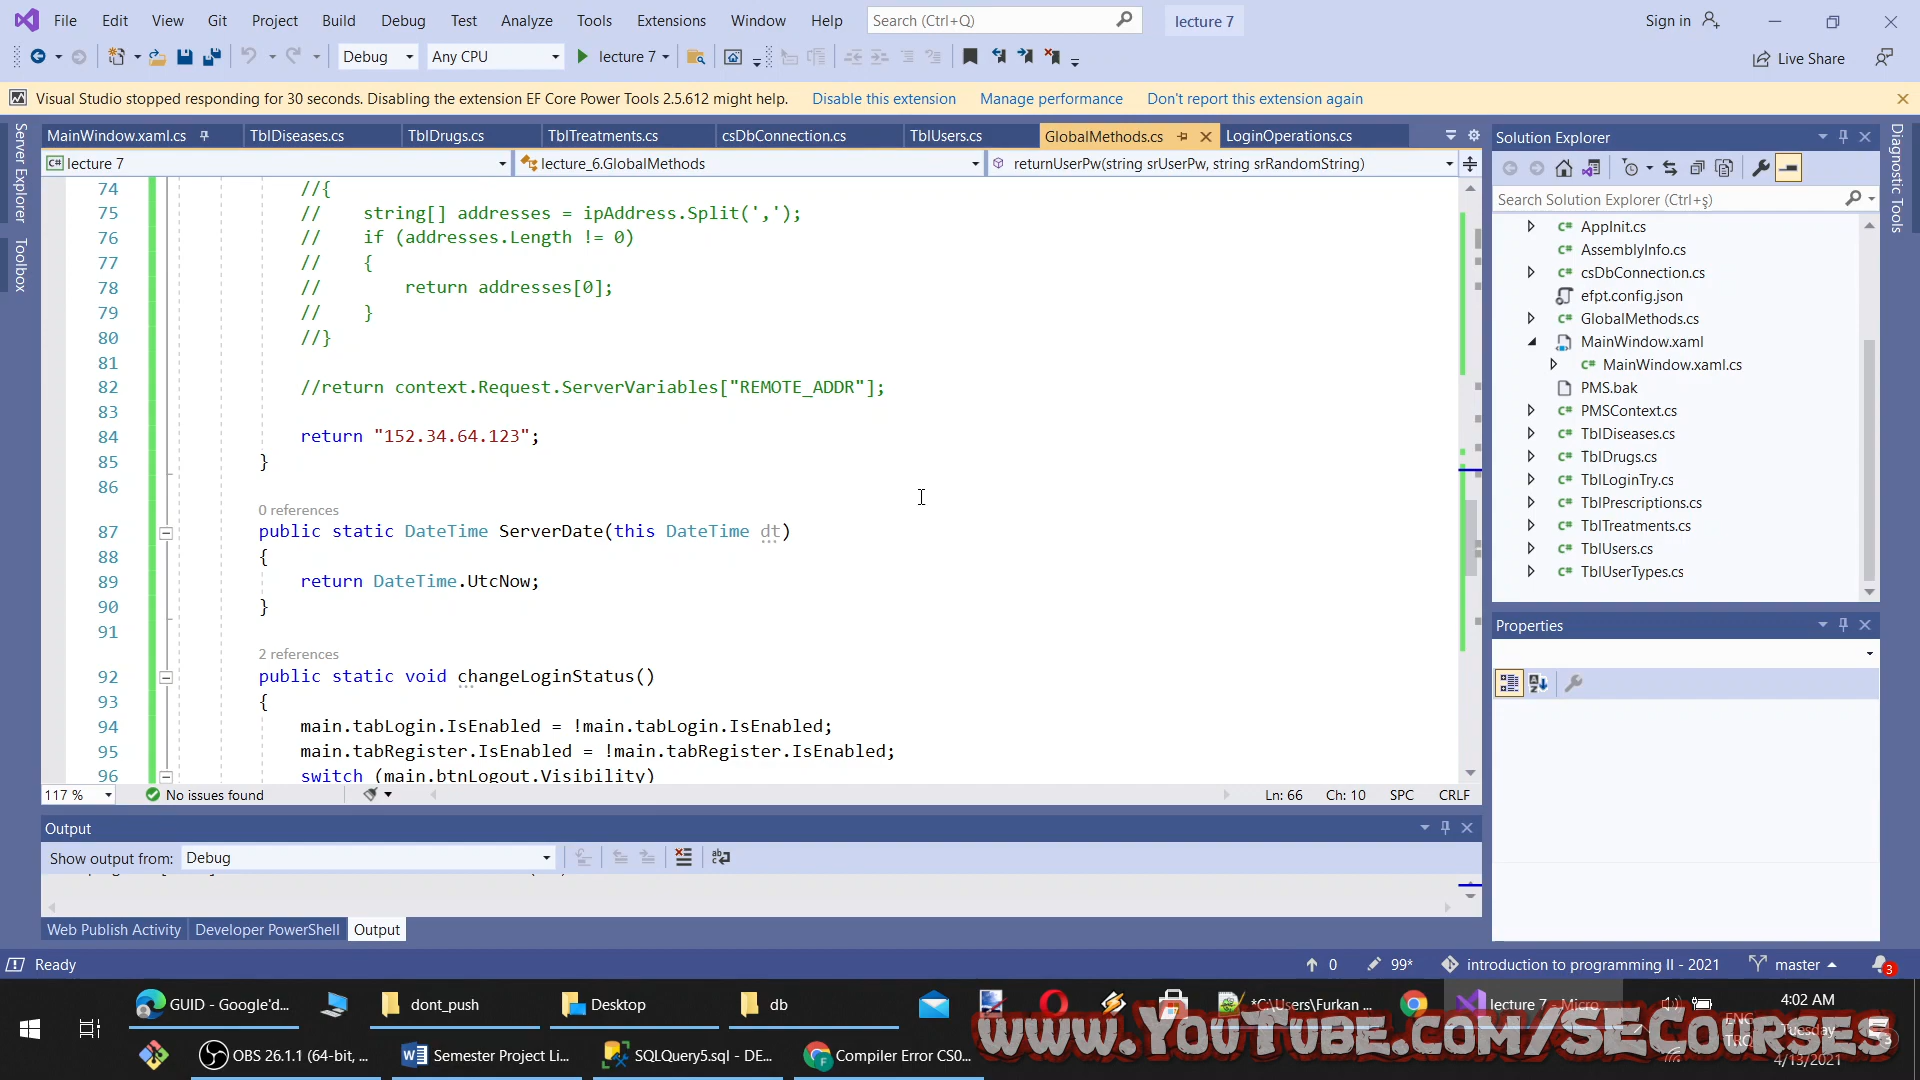 File Edit View Git Project Build Debug Test Analyze Tools Extensions Window Help Search (Ctrl+Q) lecture 7 Sign in
Debug Any CPU lecture 7 Live Share
Visual Studio stopped responding for 30 seconds. Disabling the extension EF Core Power Tools 2.5.612 might help. Disable this extension Manage performance Don't report this extension again
MainWindow.xaml.cs TblDiseases.cs TblDrugs.cs TblTreatments.cs csDbConnection.cs TblUsers.cs GlobalMethods.cs LoginOperations.cs
lecture 7 lecture_6.GlobalMethods returnUserPw(string srUserPw, string srRandomString)
Server Explorer
Toolbox
74 //{
75 // string[] addresses = ipAddress.Split(',');
76 // if (addresses.Length != 0)
77 // {
78 // return addresses[0];
79 // }
80 //}
81
82 //return context.Request.ServerVariables["REMOTE_ADDR"];
83
84 return "152.34.64.123";
85 }
86
0 references
87 public static DateTime ServerDate(this DateTime dt)
88 {
89 return DateTime.UtcNow;
90 }
91
2 references
92 public static void changeLoginStatus()
93 {
94 main.tabLogin.IsEnabled = !main.tabLogin.IsEnabled;
95 main.tabRegister.IsEnabled = !main.tabRegister.IsEnabled;
96 switch (main.btnLogout.Visibility)
117 % No issues found Ln: 66 Ch: 10 SPC CRLF
Output
Show output from: Debug
Web Publish Activity Developer PowerShell Output
Solution Explorer
Search Solution Explorer (Ctrl+ş)
AppInit.cs
AssemblyInfo.cs
csDbConnection.cs
efpt.config.json
GlobalMethods.cs
MainWindow.xaml
MainWindow.xaml.cs
PMS.bak
PMSContext.cs
TblDiseases.cs
TblDrugs.cs
TblLoginTry.cs
TblPrescriptions.cs
TblTreatments.cs
TblUsers.cs
TblUserTypes.cs
Properties
Diagnostic Tools
Ready 0 99* introduction to programming II - 2021 master 3
GUID - Google'd... dont_push Desktop db *C:\Users\Furkan ... lecture 7 - Micro... 4:02 AM
ENG Tuesday
OBS 26.1.1 (64-bit, ... Semester Project Li... SQLQuery5.sql - DE... Compiler Error CS0... TRQ 4/13/2021
www.YouTube.com/SECourses